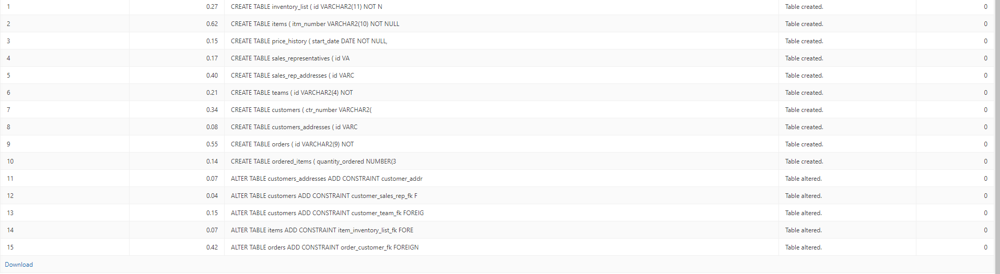 1 0.27 CREATE TABLE inventory_list ( id VARCHAR2(11) NOT N Table created. 0
2 0.62 CREATE TABLE items ( itm_number VARCHAR2(10) NOT NULL Table created. 0
3 0.15 CREATE TABLE price_history ( start_date DATE NOT NULL, Table created. 0
4 0.17 CREATE TABLE sales_representatives ( id VA Table created. 0
5 0.40 CREATE TABLE sales_rep_addresses ( id VARC Table created. 0
6 0.21 CREATE TABLE teams ( id VARCHAR2(4) NOT Table created. 0
7 0.34 CREATE TABLE customers ( ctr_number VARCHAR2( Table created. 0
8 0.08 CREATE TABLE customers_addresses ( id VARC Table created. 0
9 0.55 CREATE TABLE orders ( id VARCHAR2(9) NOT Table created. 0
10 0.14 CREATE TABLE ordered_items ( quantity_ordered NUMBER(3 Table created. 0
11 0.07 ALTER TABLE customers_addresses ADD CONSTRAINT customer_addr Table altered. 0
12 0.04 ALTER TABLE customers ADD CONSTRAINT customer_sales_rep_fk F Table altered. 0
13 0.15 ALTER TABLE customers ADD CONSTRAINT customer_team_fk FOREIG Table altered. 0
14 0.07 ALTER TABLE items ADD CONSTRAINT item_inventory_list_fk FORE Table altered. 0
15 0.42 ALTER TABLE orders ADD CONSTRAINT order_customer_fk FOREIGN Table altered. 0
Download